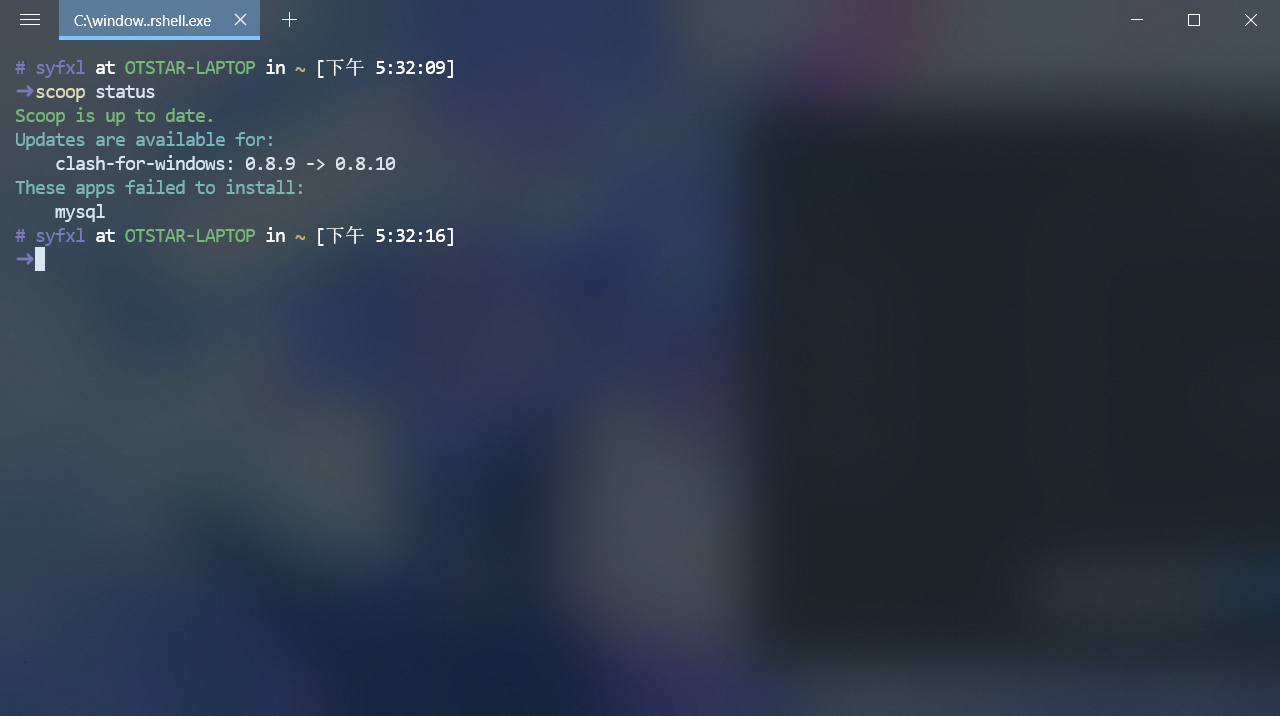 C:\window..rshell.exe
# syfxl at OTSTAR-LAPTOP in ~ [下午 5:32:09]
➜scoop status
Scoop is up to date.
Updates are available for:
    clash-for-windows: 0.8.9 -> 0.8.10
These apps failed to install:
    mysql
# syfxl at OTSTAR-LAPTOP in ~ [下午 5:32:16]
➜